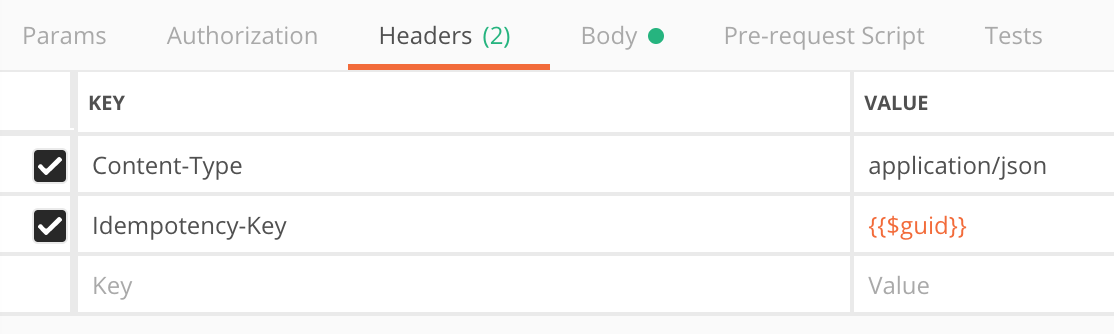 Params Authorization Headers (2) Body Pre-request Script Tests
KEY VALUE
Content-Type application/json
Idempotency-Key {{$guid}}
Key Value